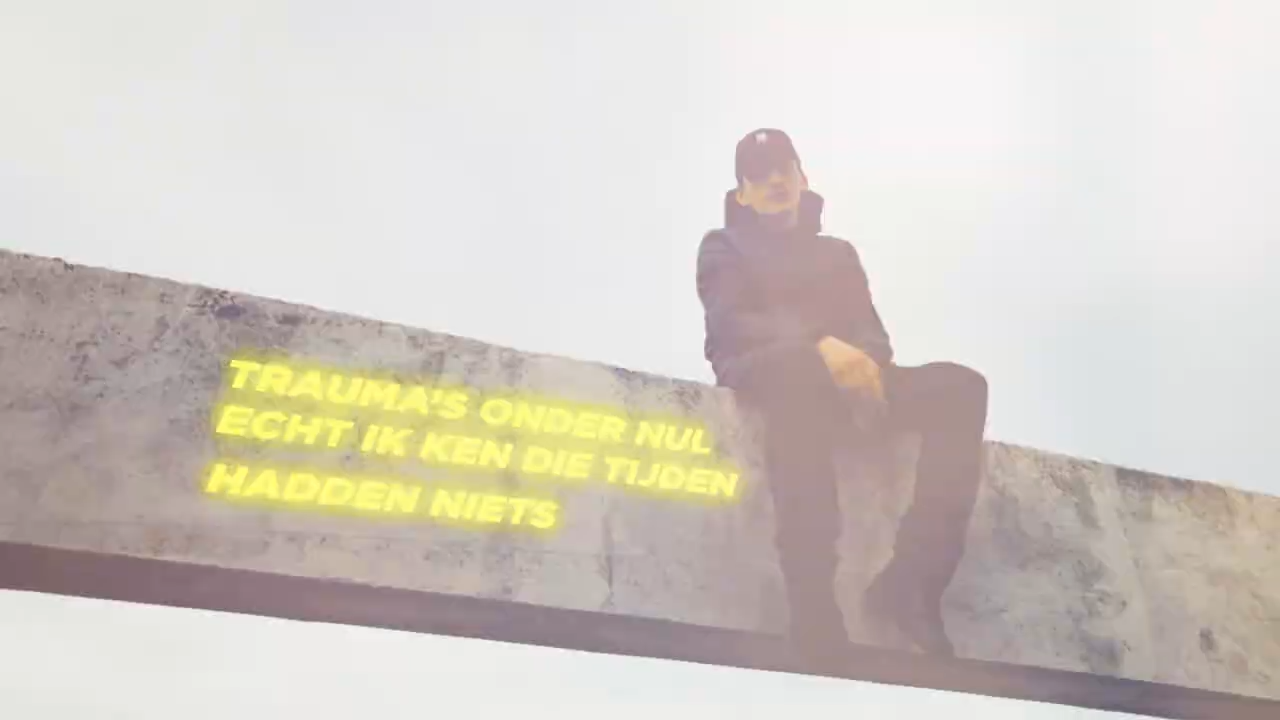 TRAUMA'S ONDER NUL
ECHT IK KEN DIE TIJDEN
HADDEN NIETS